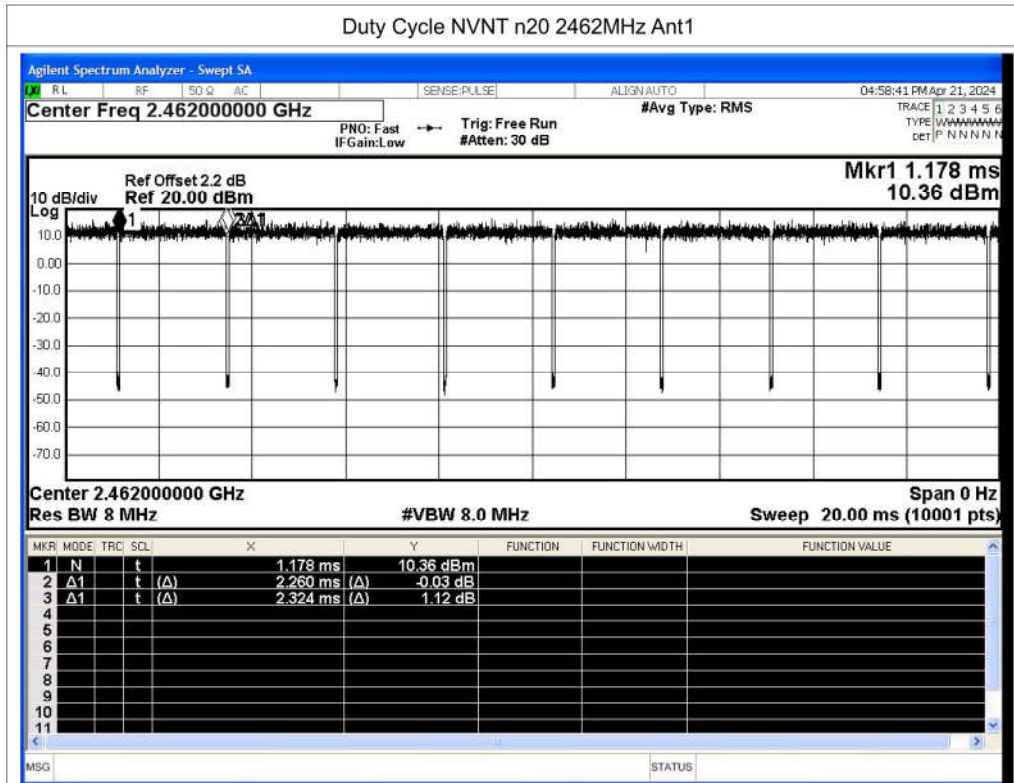 Duty Cycle NVNT n20 2462MHz Ant1
Agilent Spectrum Analyzer - Swept SA
LXI RL RF 50 Ω AC SENSE:PULSE ALIGNAUTO 04:58:41 PM Apr 21, 2024
Center Freq 2.462000000 GHz #Avg Type: RMS TRACE 1 2 3 4 5 6
PNO: Fast Trig: Free Run TYPE
IFGain:Low #Atten: 30 dB DET P N N N N N
Mkr1 1.178 ms
Ref Offset 2.2 dB
10 dB/div Ref 20.00 dBm 10.36 dBm
Log
1 2Δ1
10.0
0.00
-10.0
-20.0
-30.0
-40.0
-50.0
-60.0
-70.0
Center 2.462000000 GHz Span 0 Hz
Res BW 8 MHz #VBW 8.0 MHz Sweep 20.00 ms (10001 pts)
MKR MODE TRC SCL X Y FUNCTION FUNCTION WIDTH FUNCTION VALUE
1 N t 1.178 ms 10.36 dBm
2 Δ1 t (Δ) 2.260 ms (Δ) -0.03 dB
3 Δ1 t (Δ) 2.324 ms (Δ) 1.12 dB
4
5
6
7
8
9
10
11
MSG STATUS